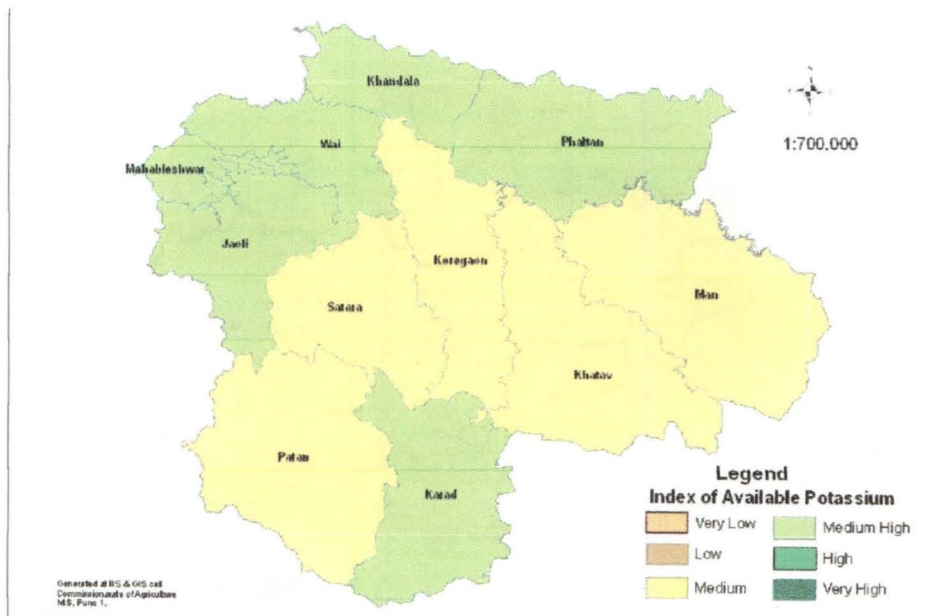 Khandala
Phaltan
1:700,000
Wai
Mahableshwar
Jaoli
Koregaon
Man
Satara
Khatav
Patan
Karad
Legend
Index of Available Potassium
Very Low
Medium High
Low
High
Medium
Very High
Generated at RS & GIS cell
Commissionarate of Agriculture
M.S. Pune 1.